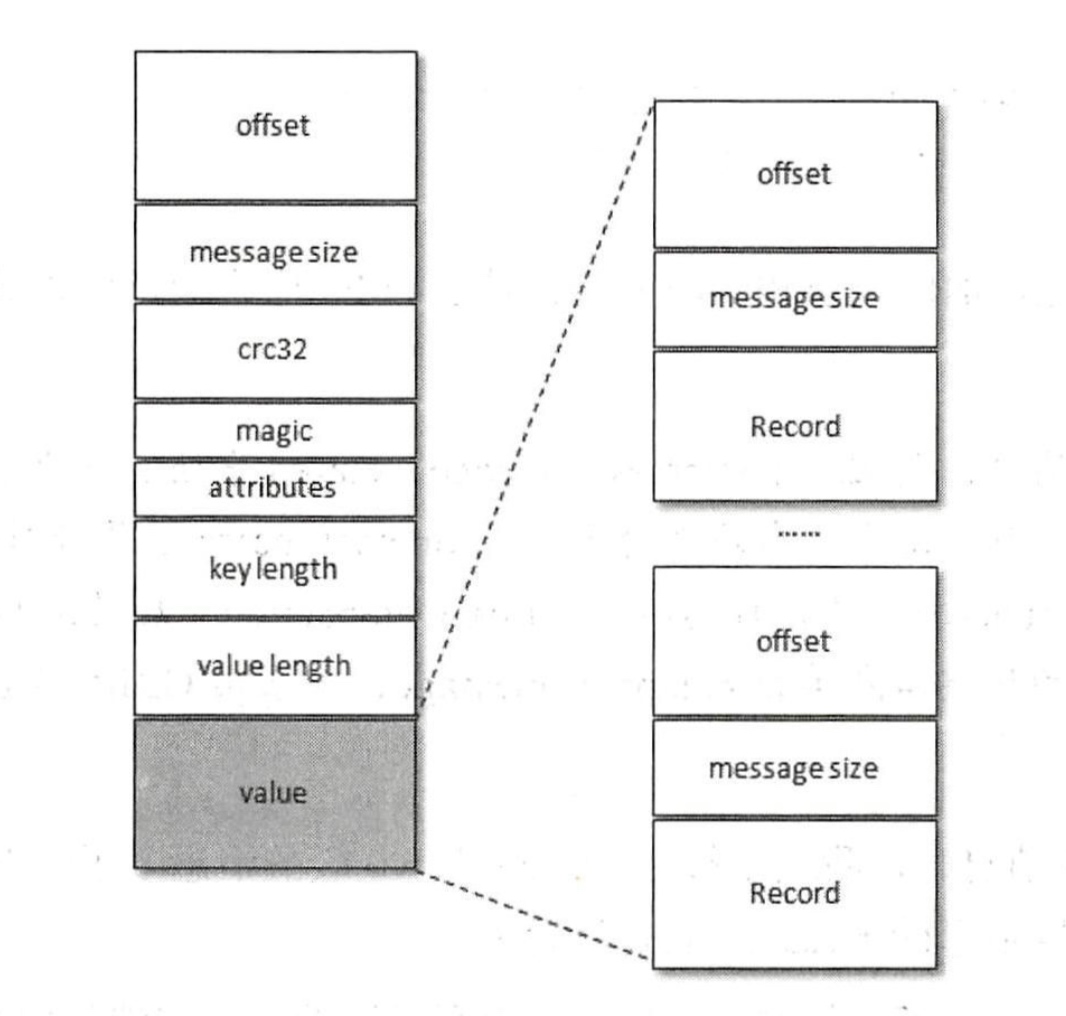 offset
message size
crc32
magic
attributes
key length
value length
value
offset
message size
Record
......
offset
message size
Record